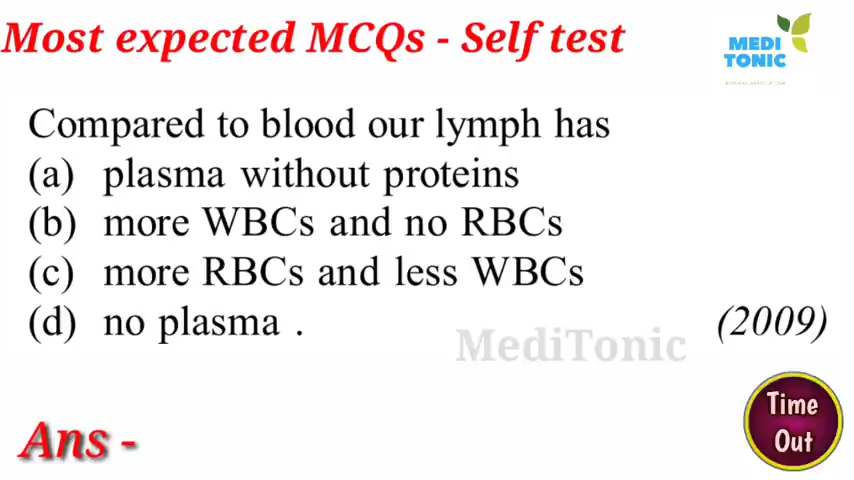 Most expected MCQs - Self test
MEDI
TONIC
Compared to blood our lymph has
(a) plasma without proteins
(b) more WBCs and no RBCs
(c) more RBCs and less WBCs
(d) no plasma . (2009)
MediTonic
Time
Out
Ans -